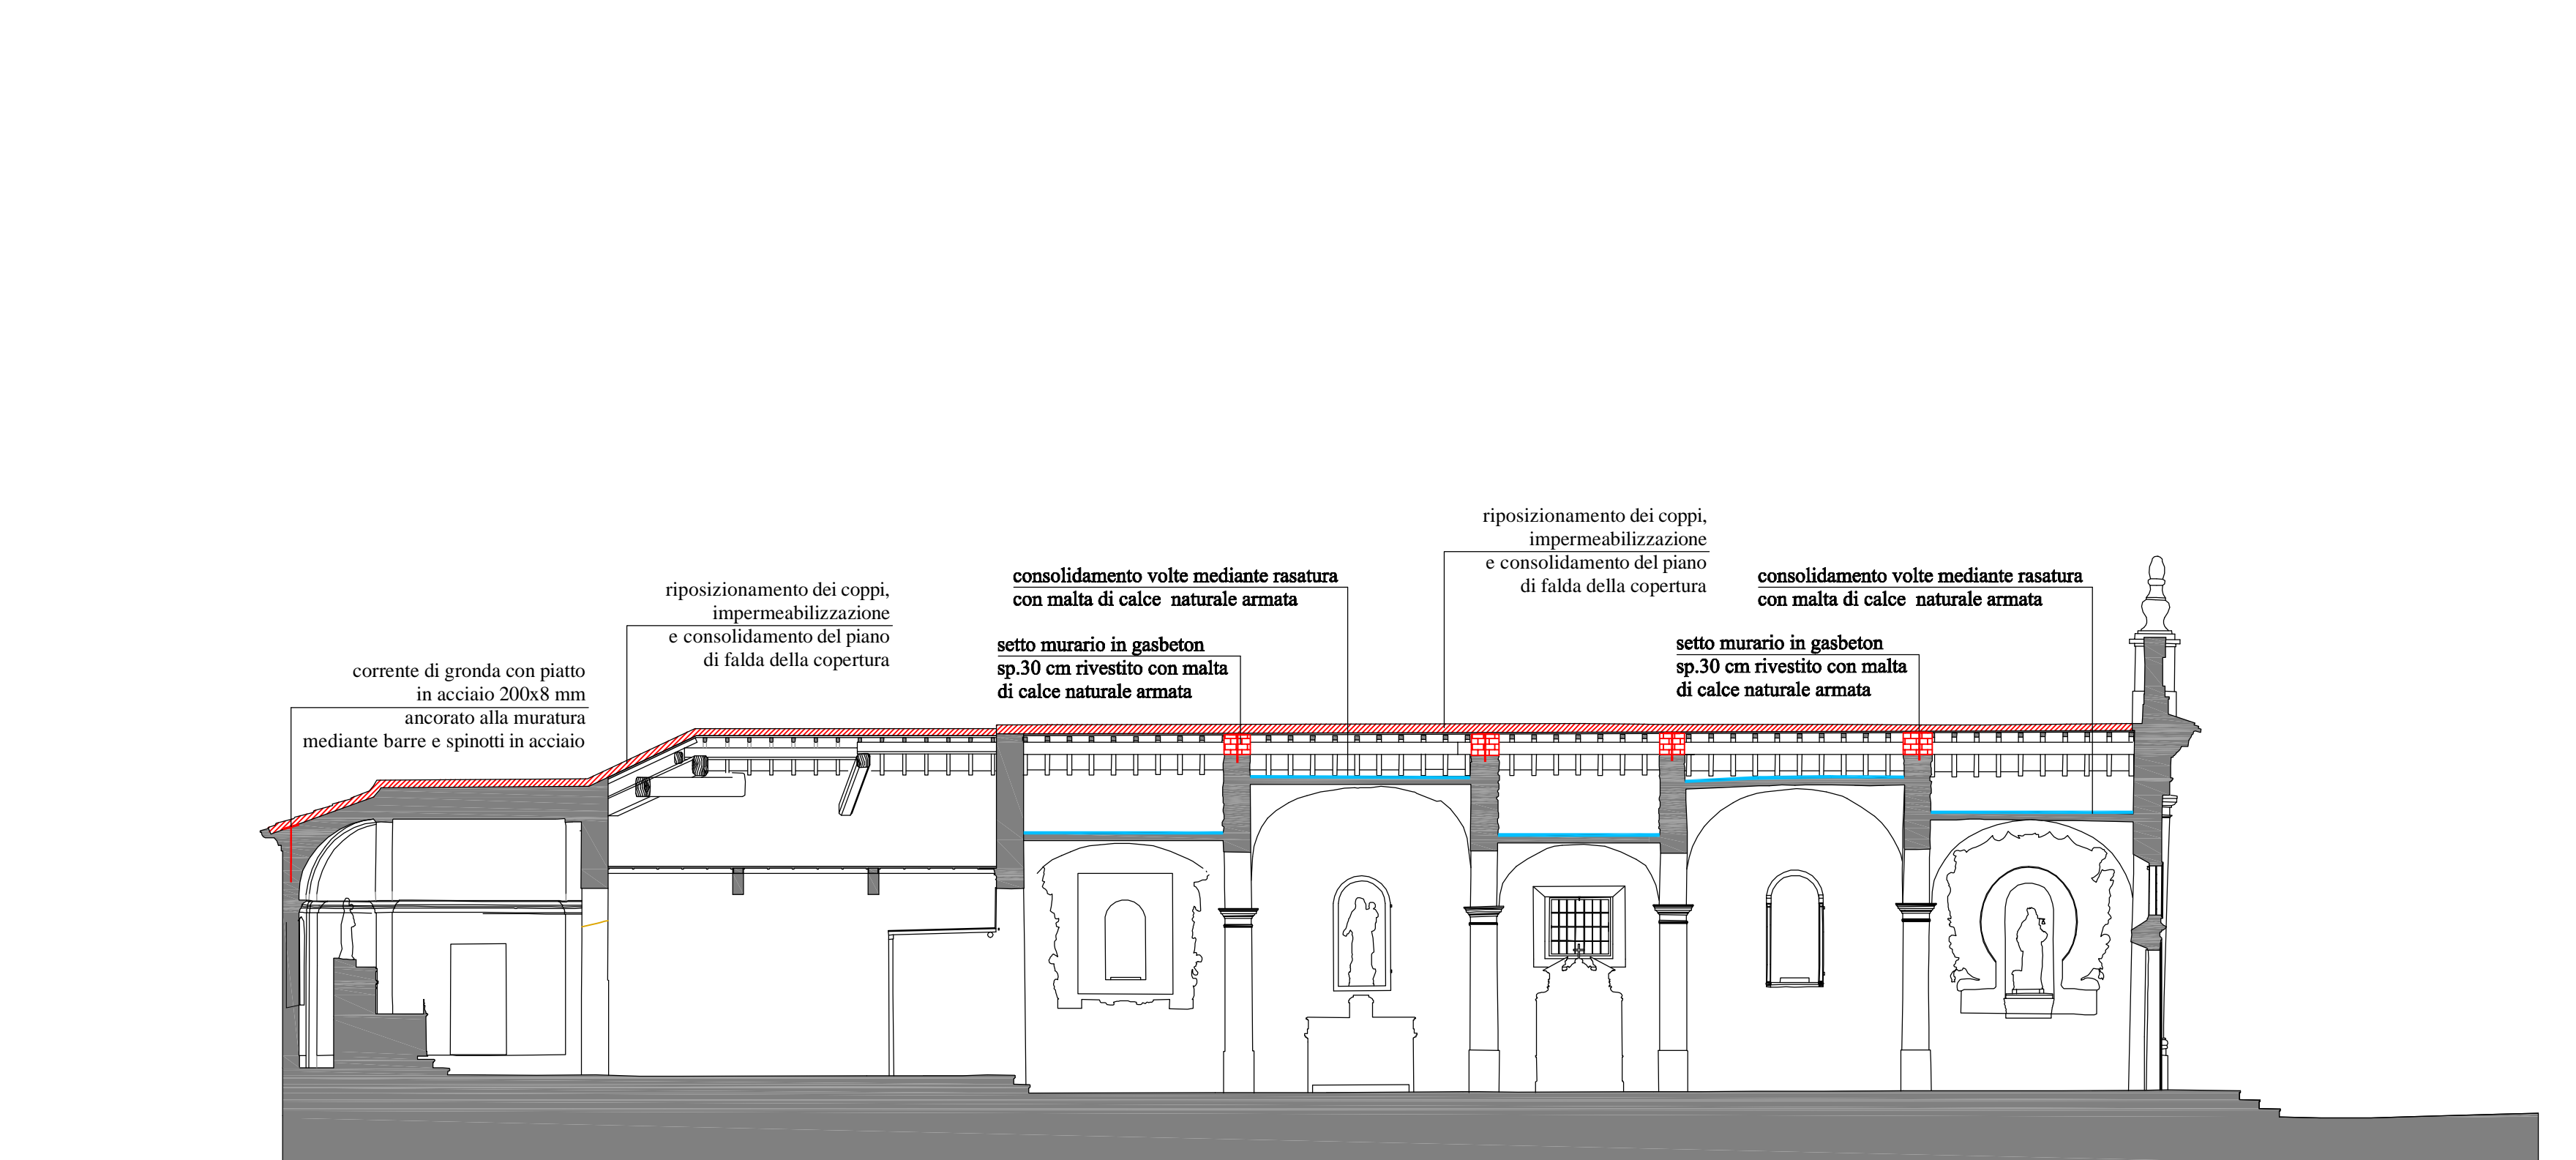 corrente di gronda con piatto
in acciaio 200x8 mm
ancorato alla muratura
mediante barre e spinotti in acciaio
riposizionamento dei coppi,
impermeabilizzazione
e consolidamento del piano
di falda della copertura
consolidamento volte mediante rasatura
con malta di calce naturale armata
setto murario in gasbeton
sp.30 cm rivestito con malta
di calce naturale armata
riposizionamento dei coppi,
impermeabilizzazione
e consolidamento del piano
di falda della copertura
consolidamento volte mediante rasatura
con malta di calce naturale armata
setto murario in gasbeton
sp.30 cm rivestito con malta
di calce naturale armata